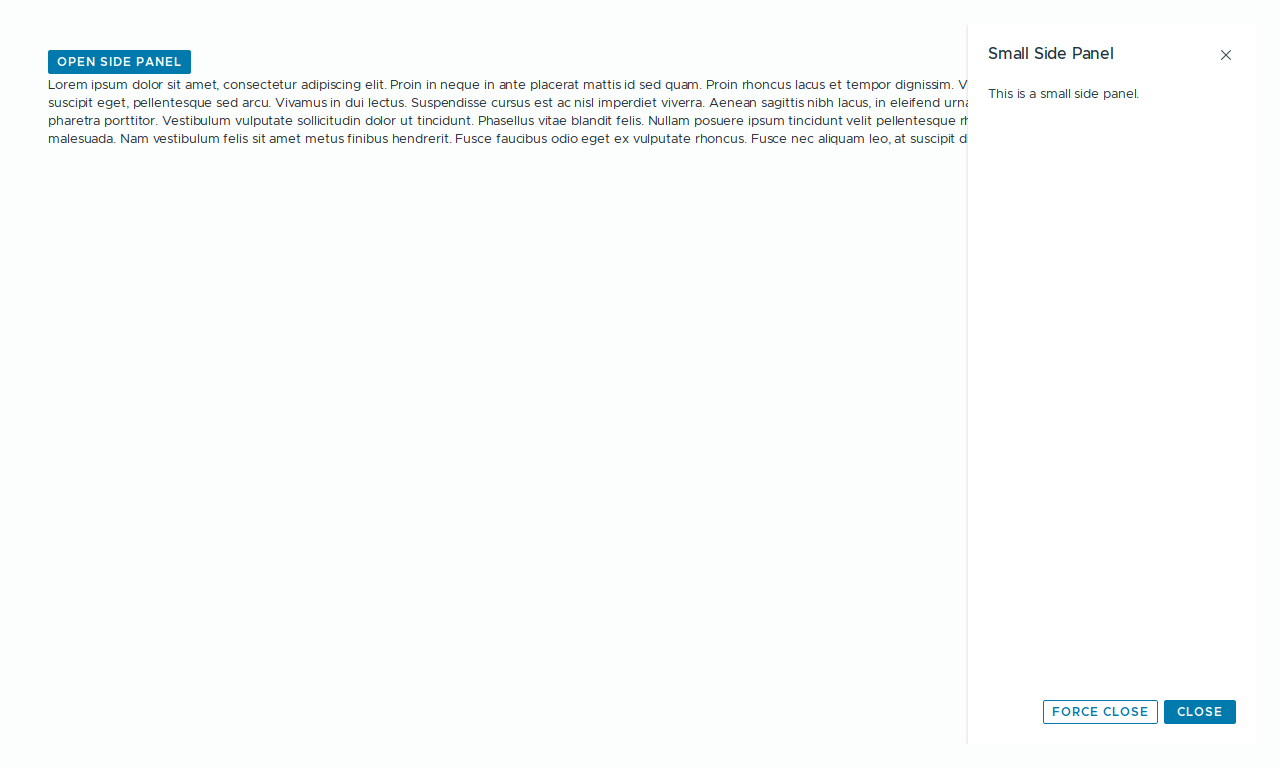 OPEN SIDE PANEL
Lorem ipsum dolor sit amet, consectetur adipiscing elit. Proin in neque in ante placerat mattis id sed quam. Proin rhoncus lacus et tempor dignissim.
suscipit eget, pellentesque sed arcu. Vivamus in dui lectus. Suspendisse cursus est ac nisl imperdiet viverra. Aenean sagittis nibh lacus, in eleifend
pharetra porttitor. Vestibulum vulputate sollicitudin dolor ut tincidunt. Phasellus vitae blandit felis. Nullam posuere ipsum tincidunt velit pellentesque
malesuada. Nam vestibulum felis sit amet metus finibus hendrerit. Fusce faucibus odio eget ex vulputate rhoncus. Fusce nec aliquam leo, at suscipit
Small Side Panel
This is a small side panel.
FORCE CLOSE
CLOSE